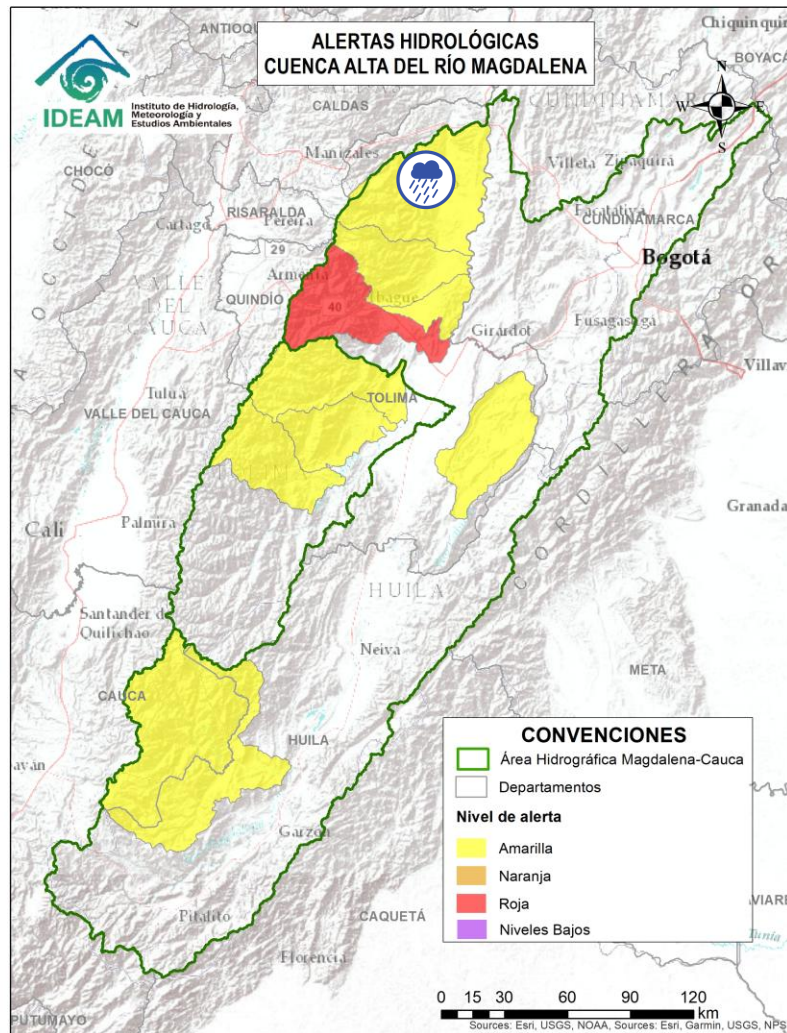 ALERTAS HIDROLÓGICAS
CUENCA ALTA DEL RÍO MAGDALENA
IDEAM
Instituto de Hidrología,
Meteorología y
Estudios Ambientales
Chiquinqui
BOYACÁ
ANTIOQU
CALDAS
N
W
E
S
Manizales
Villeta
Zipaquirá
CHOCÓ
RISARALDA
Pereira
Cartago
Facatativá
CUNDINAMARCA
29
Armenia
Bogotá
VALLE
DEL
CAUCA
QUINDÍO
40
Ibagué
Girardot
Fusagasugá
Villav
Tuluá
VALLE DEL CAUCA
TOLIMA
CORDILLERA
Granada
Cali
Palmira
HUILA
Santander de
Quilichao
Neiva
META
CAUCA
HUILA
Garzón
Pitalito
CAQUETÁ
Florencia
PUTUMAYO
CONVENCIONES
Área Hidrográfica Magdalena-Cauca
Departamentos
Nivel de alerta
Amarilla
Naranja
Roja
Niveles Bajos
VIARE
0 15 30 60 90 120
km
Sources: Esri, USGS, NOAA, Sources: Esri, Garmin, USGS, NPS